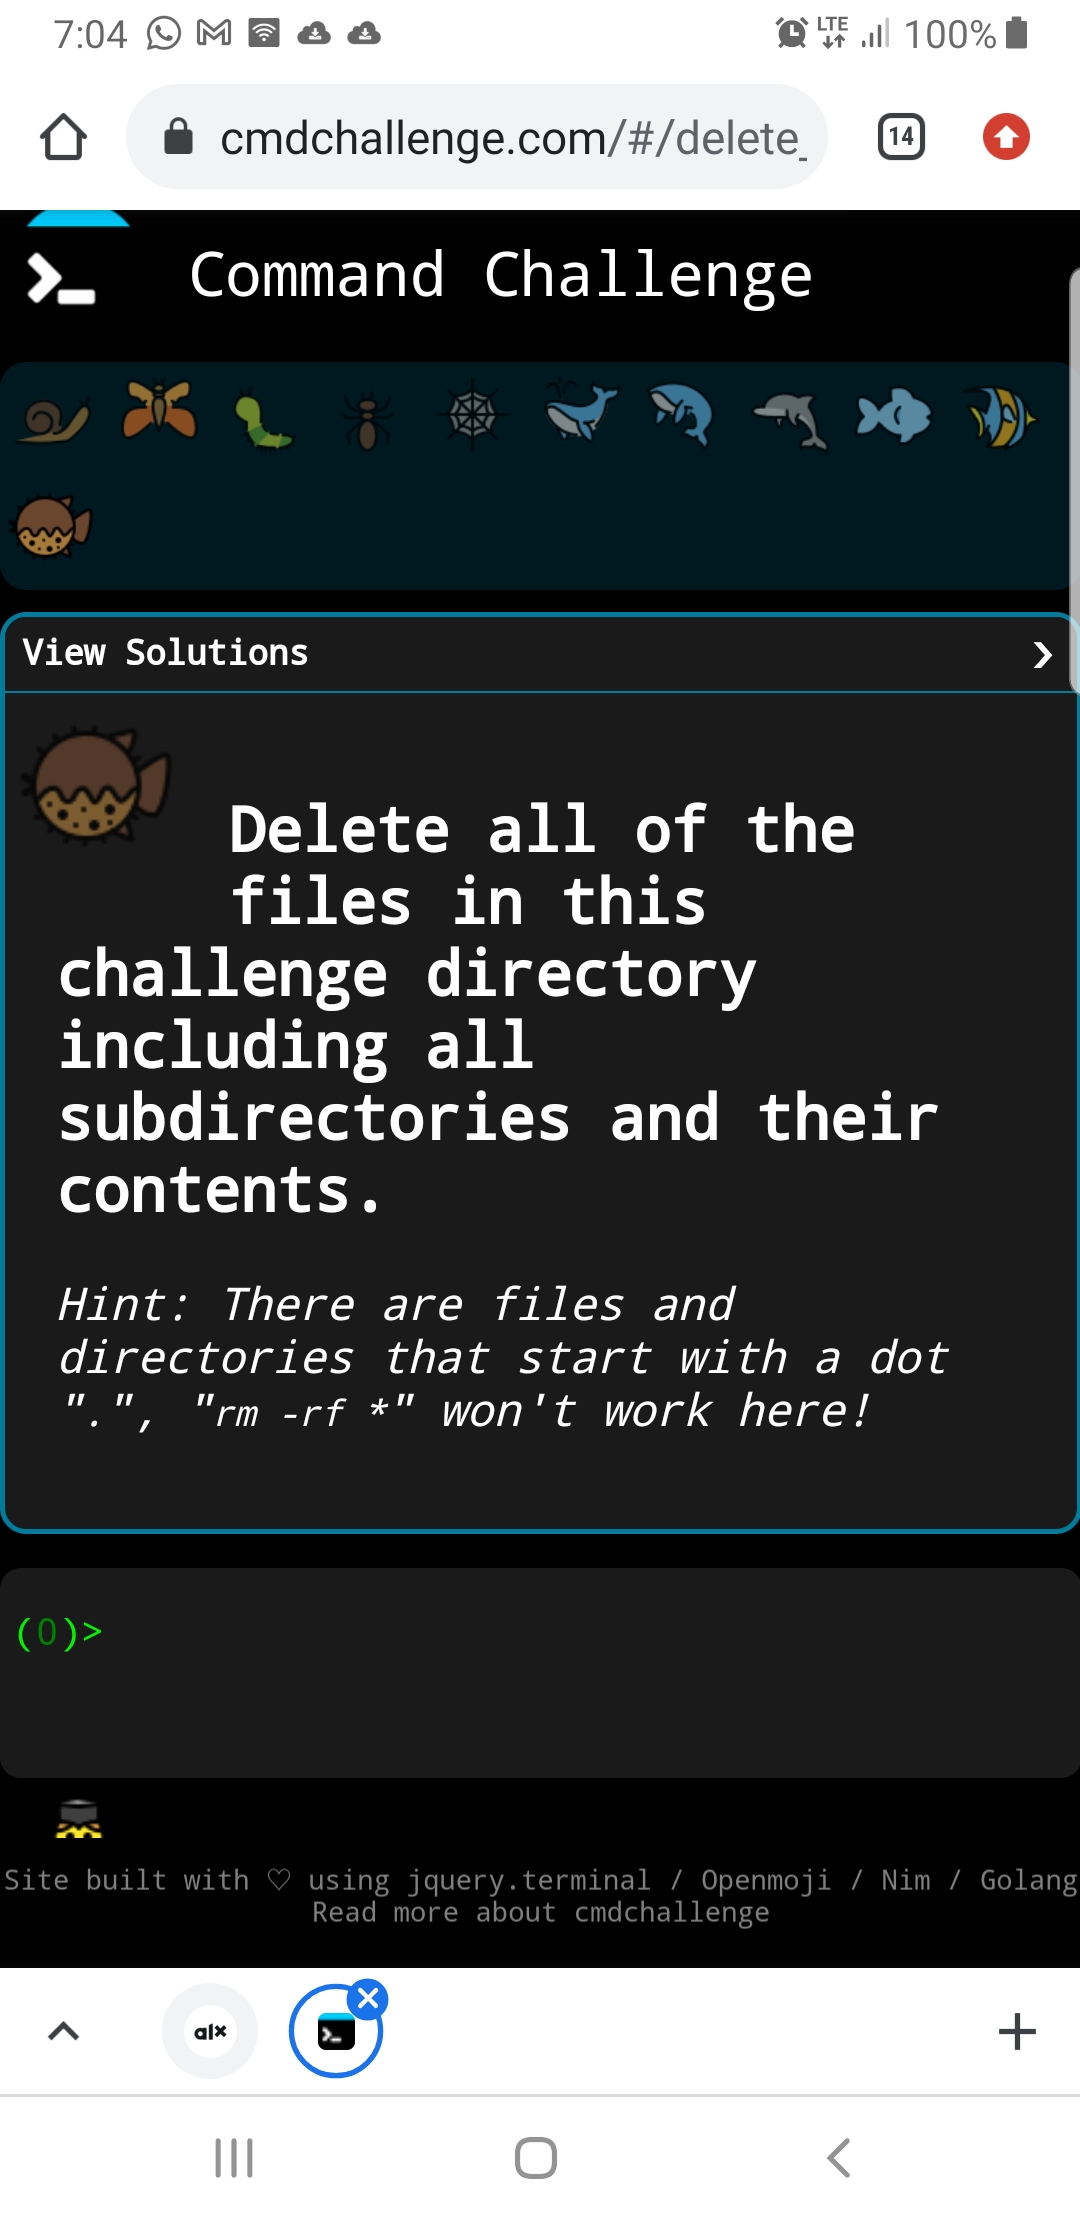 7:04
LTE
100%
cmdchallenge.com/#/delete_
14
Command Challenge
View Solutions
Delete all of the
files in this
challenge directory
including all
subdirectories and their
contents.
Hint: There are files and
directories that start with a dot
".", "rm -rf *" won't work here!
(0)>
Site built with ♡ using jquery.terminal / Openmoji / Nim / Golang
Read more about cmdchallenge
alx